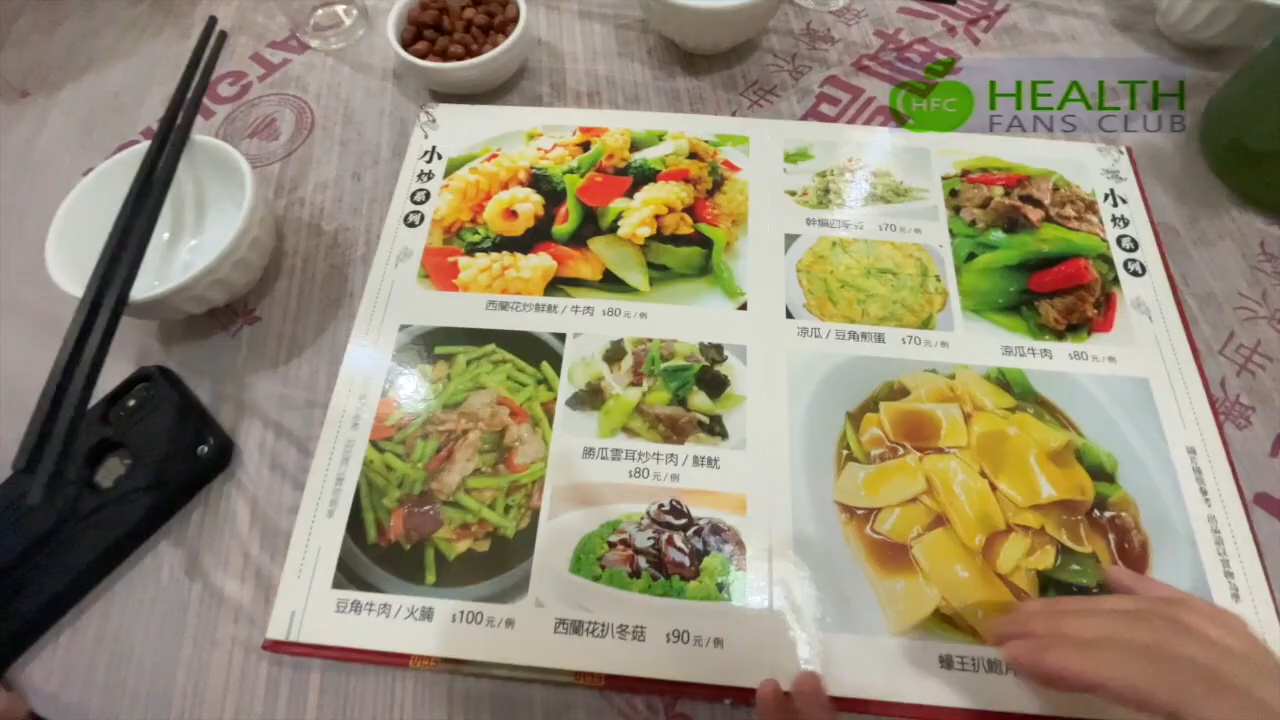 HFC
HEALTH
FANS CLUB
小炒系列
西蘭花炒鮮魷 / 牛肉 $80元/例
豆角牛肉 / 火腩 $100元/例
勝瓜雲耳炒牛肉 / 鮮魷
$80元/例
西蘭花扒冬菇 $90元/例
小炒系列
$70元/例
凉瓜 / 豆角煎蛋 $70元/例
涼瓜牛肉 $80元/例
蠔王扒鮑片